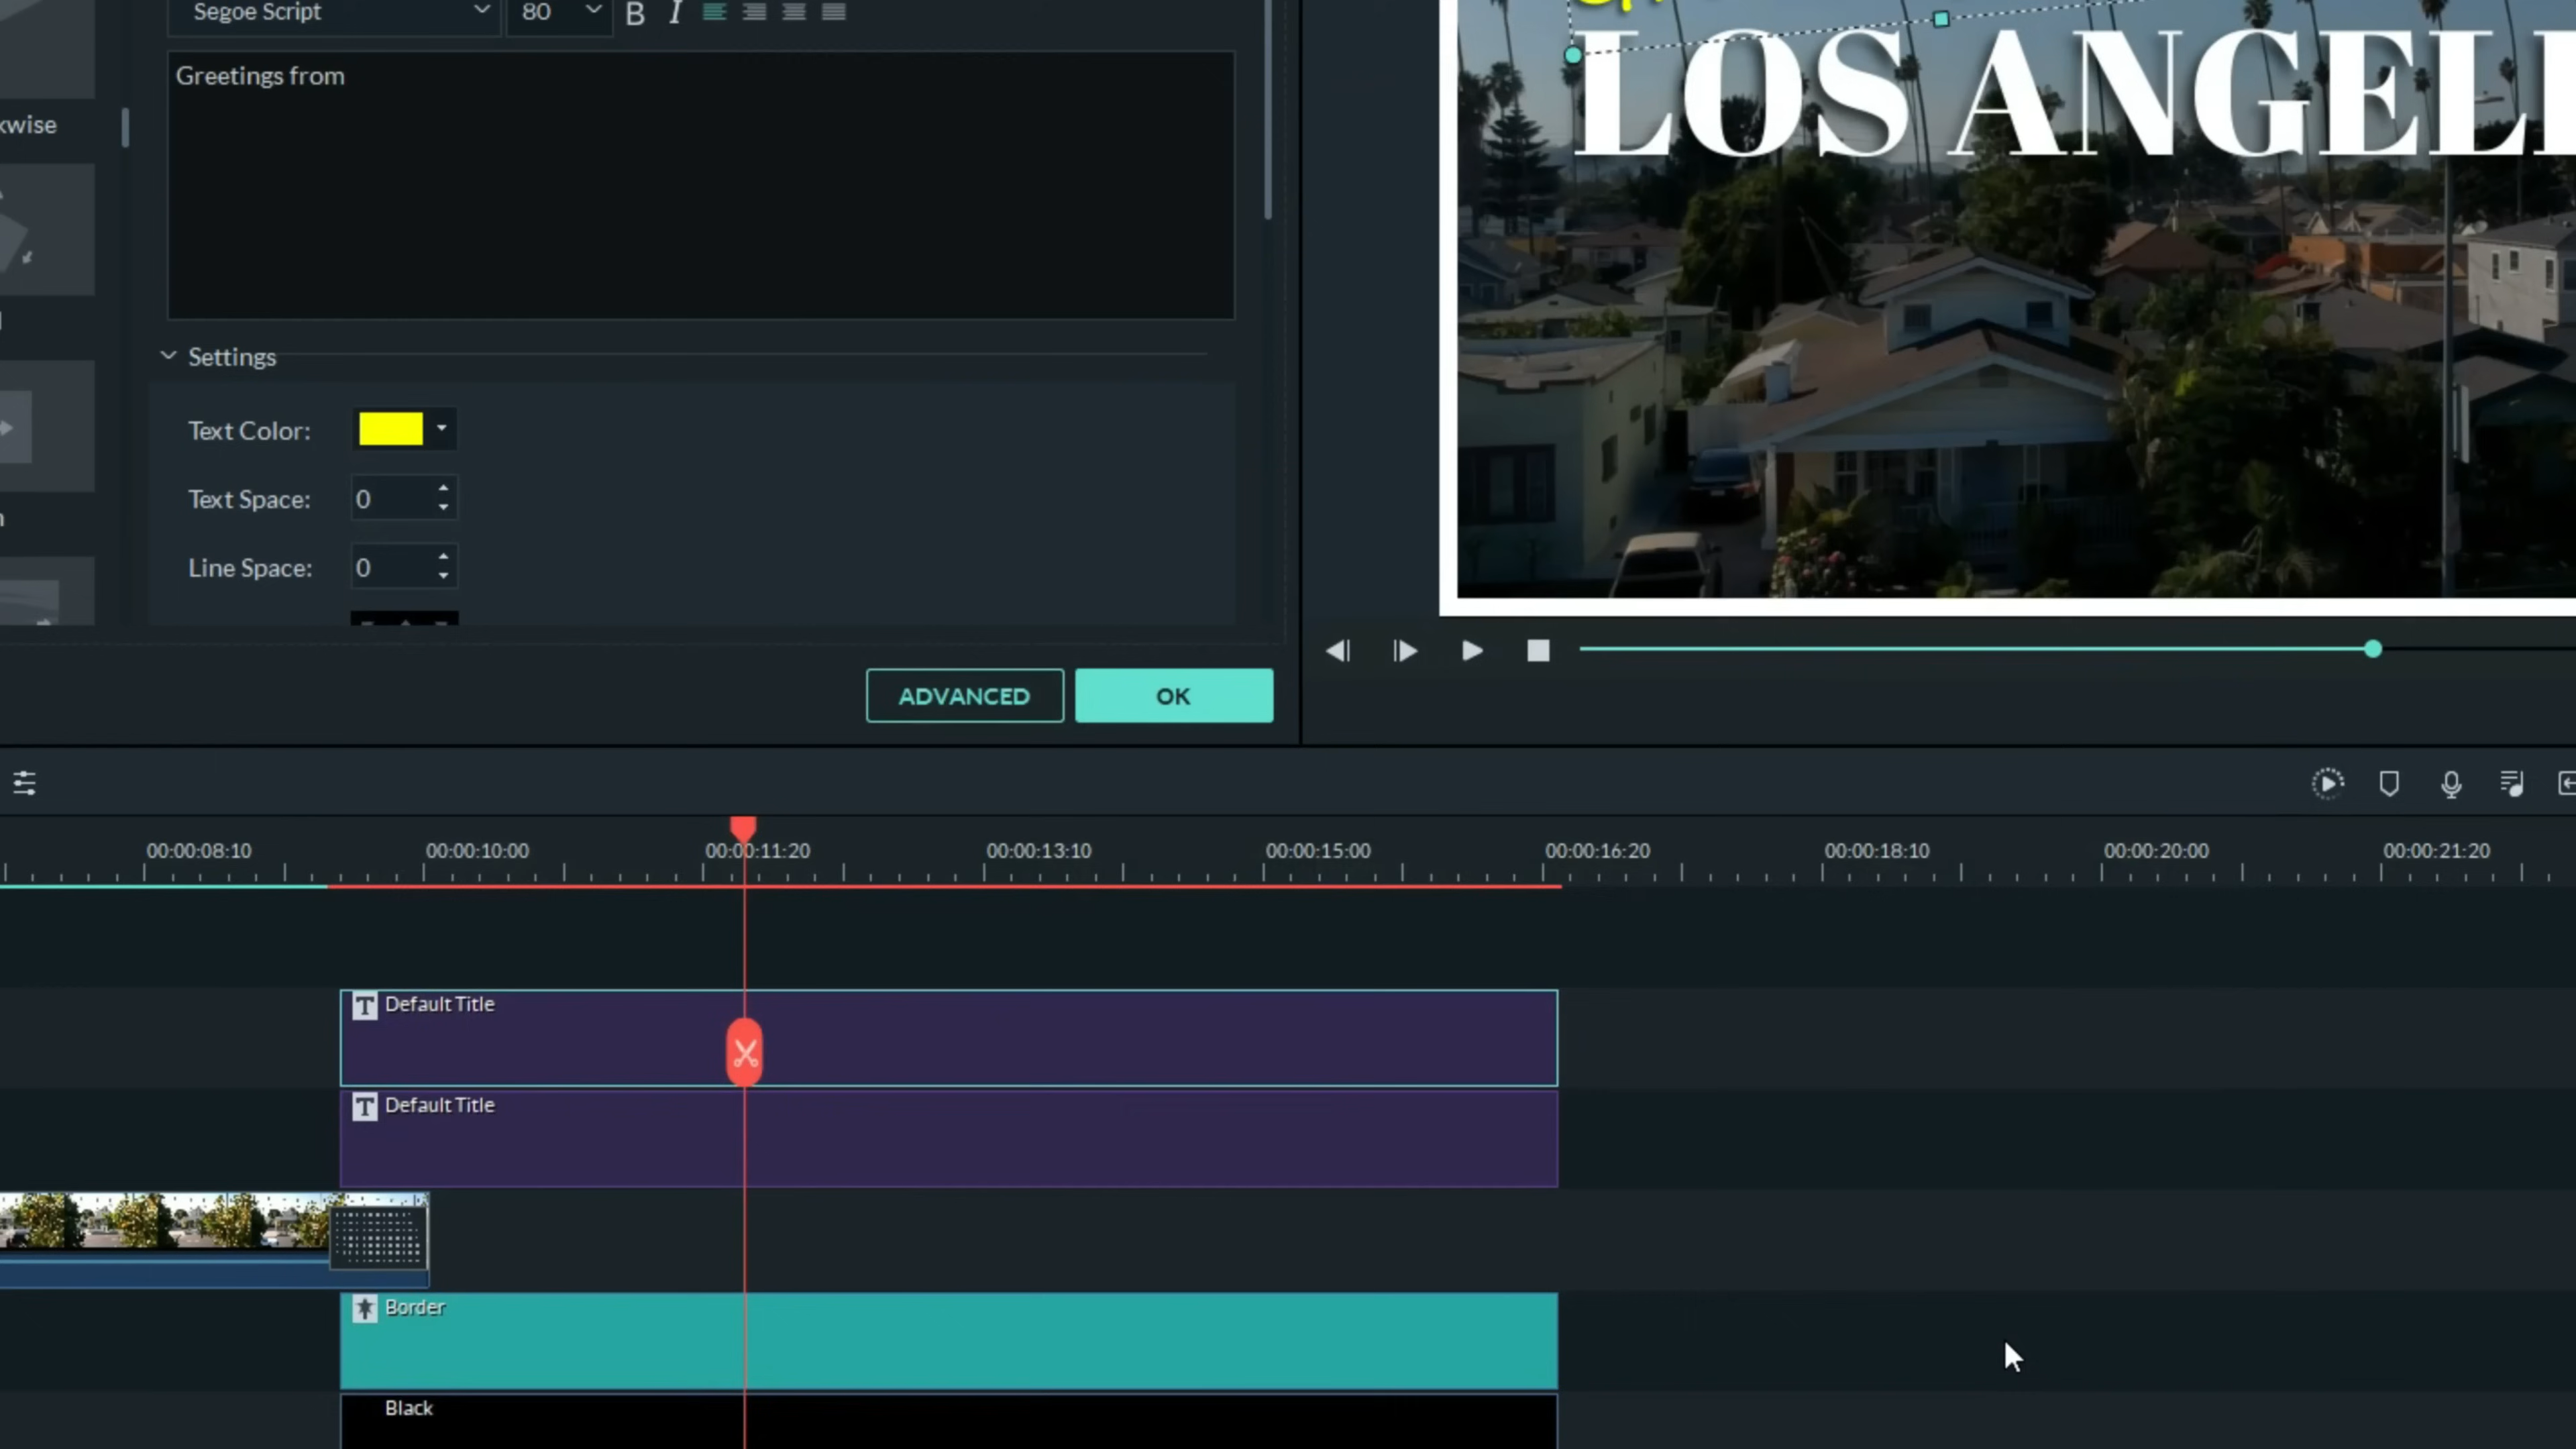 Segoe Script 80 B I
Greetings from
Settings
Text Color:
Text Space: 0
Line Space: 0
ADVANCED OK
LOS ANGEL
00:00:08:10 00:00:10:00 00:00:11:20 00:00:13:10 00:00:15:00 00:00:16:20 00:00:18:10 00:00:20:00 00:00:21:20
T Default Title
T Default Title
Border
Black